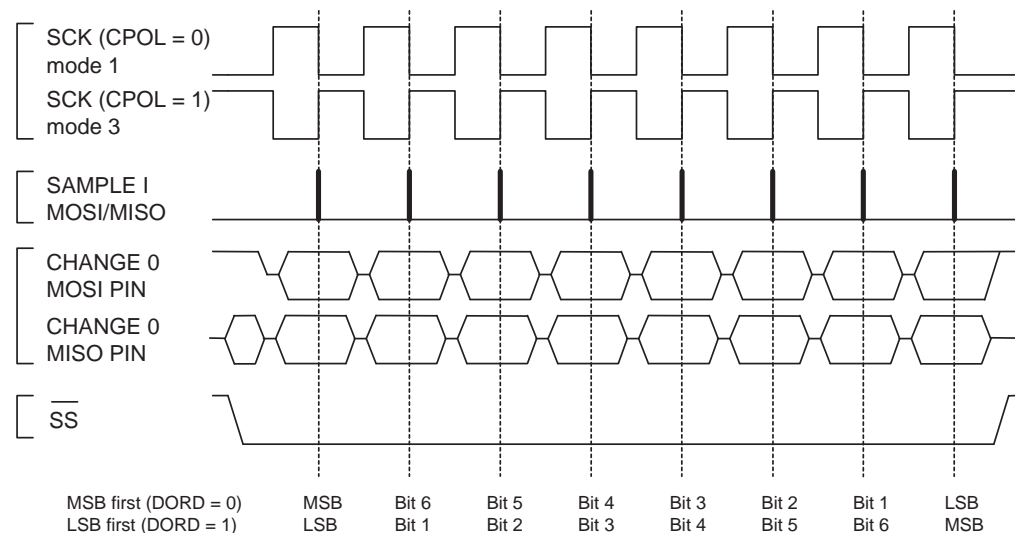 SCK (CPOL = 0)
mode 1
SCK (CPOL = 1)
mode 3
SAMPLE I
MOSI/MISO
CHANGE 0
MOSI PIN
CHANGE 0
MISO PIN
SS
MSB first (DORD = 0) MSB Bit 6 Bit 5 Bit 4 Bit 3 Bit 2 Bit 1 LSB
LSB first (DORD = 1) LSB Bit 1 Bit 2 Bit 3 Bit 4 Bit 5 Bit 6 MSB